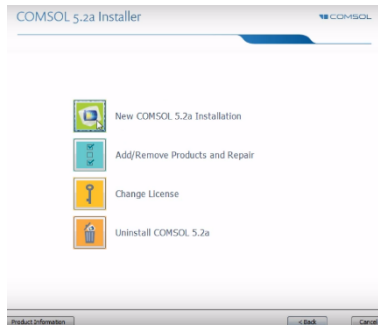 COMSOL 5.2a Installer
COMSOL
New COMSOL 5.2a Installation
Add/Remove Products and Repair
Change License
Uninstall COMSOL 5.2a
Product Information
< Back
Cancel